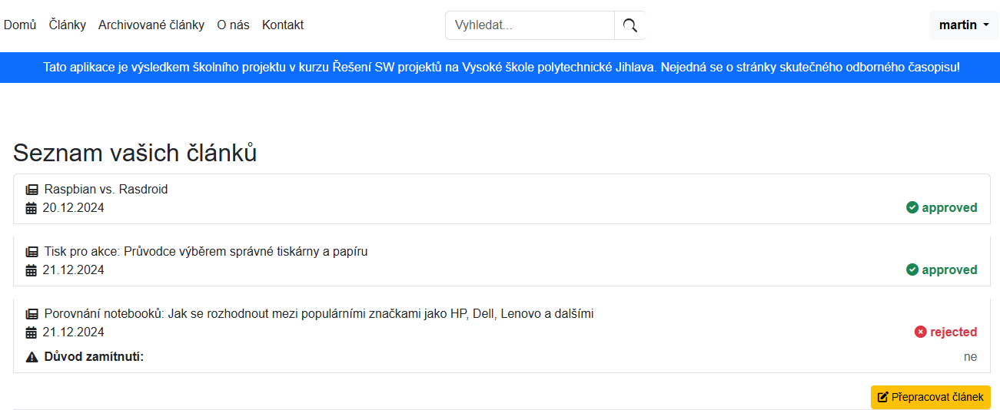 Domů Články Archivované články O nás Kontakt Vyhledat... martin
Tato aplikace je výsledkem školního projektu v kurzu Řešení SW projektů na Vysoké škole polytechnické Jihlava. Nejedná se o stránky skutečného odborného časopisu!
Seznam vašich článků
Raspbian vs. Rasdroid
20.12.2024 approved
Tisk pro akce: Průvodce výběrem správné tiskárny a papíru
21.12.2024 approved
Porovnání notebooků: Jak se rozhodnout mezi populárními značkami jako HP, Dell, Lenovo a dalšími
21.12.2024 rejected
Důvod zamítnutí: ne
Přepracovat článek